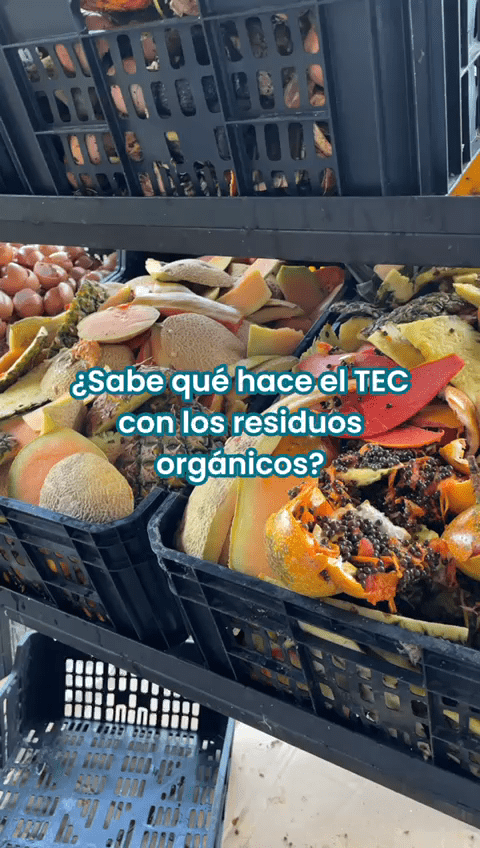 ¿Sabe qué hace el TEC
con los residuos
orgánicos?